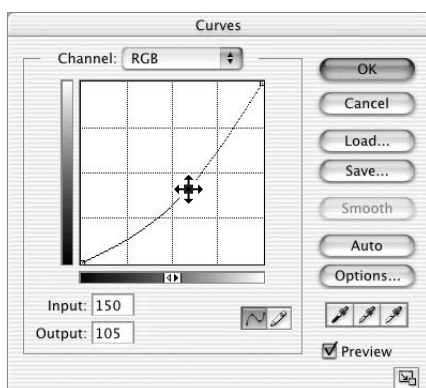 Curves
Channel: RGB
OK
Cancel
Load...
Save...
Smooth
Auto
Options...
Input: 150
Output: 105
Preview